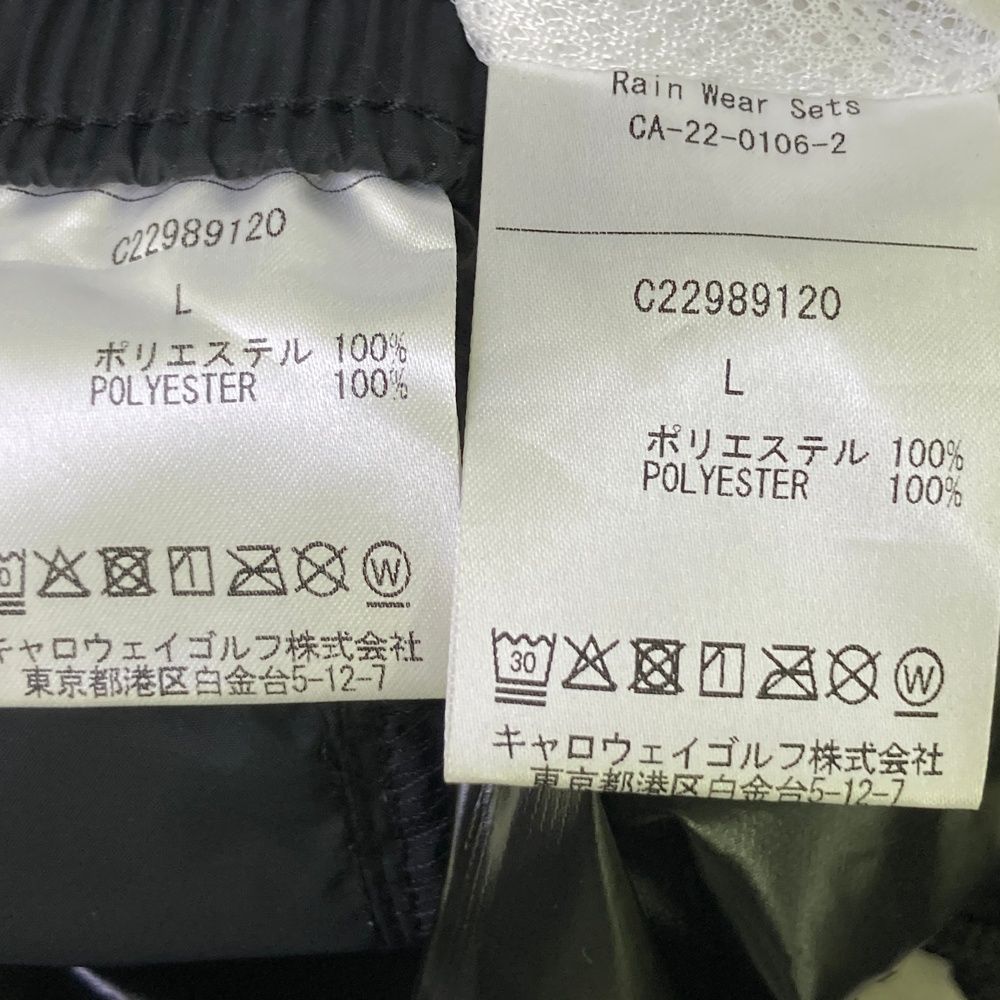 C22989120
L
ポリエステル 100%
POLYESTER 100%
W
キャロウェイゴルフ株式会社
東京都港区白金台5-12-7
Rain Wear Sets
CA-22-0106-2
C22989120
L
ポリエステル 100%
POLYESTER 100%
30 W
キャロウェイゴルフ株式会社
東京都港区白金台5-12-7